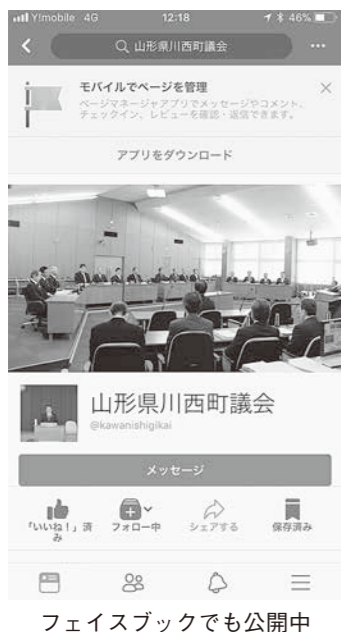 Y!mobile 4G 12:18 46%
山形県川西町議会
モバイルでページを管理
ページマネージャアプリでメッセージやコメント、
チェックイン、レビューを確認・返信できます。
アプリをダウンロード
山形県川西町議会
@kawanishigikai
メッセージ
「いいね！」済み
フォロー中
シェアする
保存済み
フェイスブックでも公開中